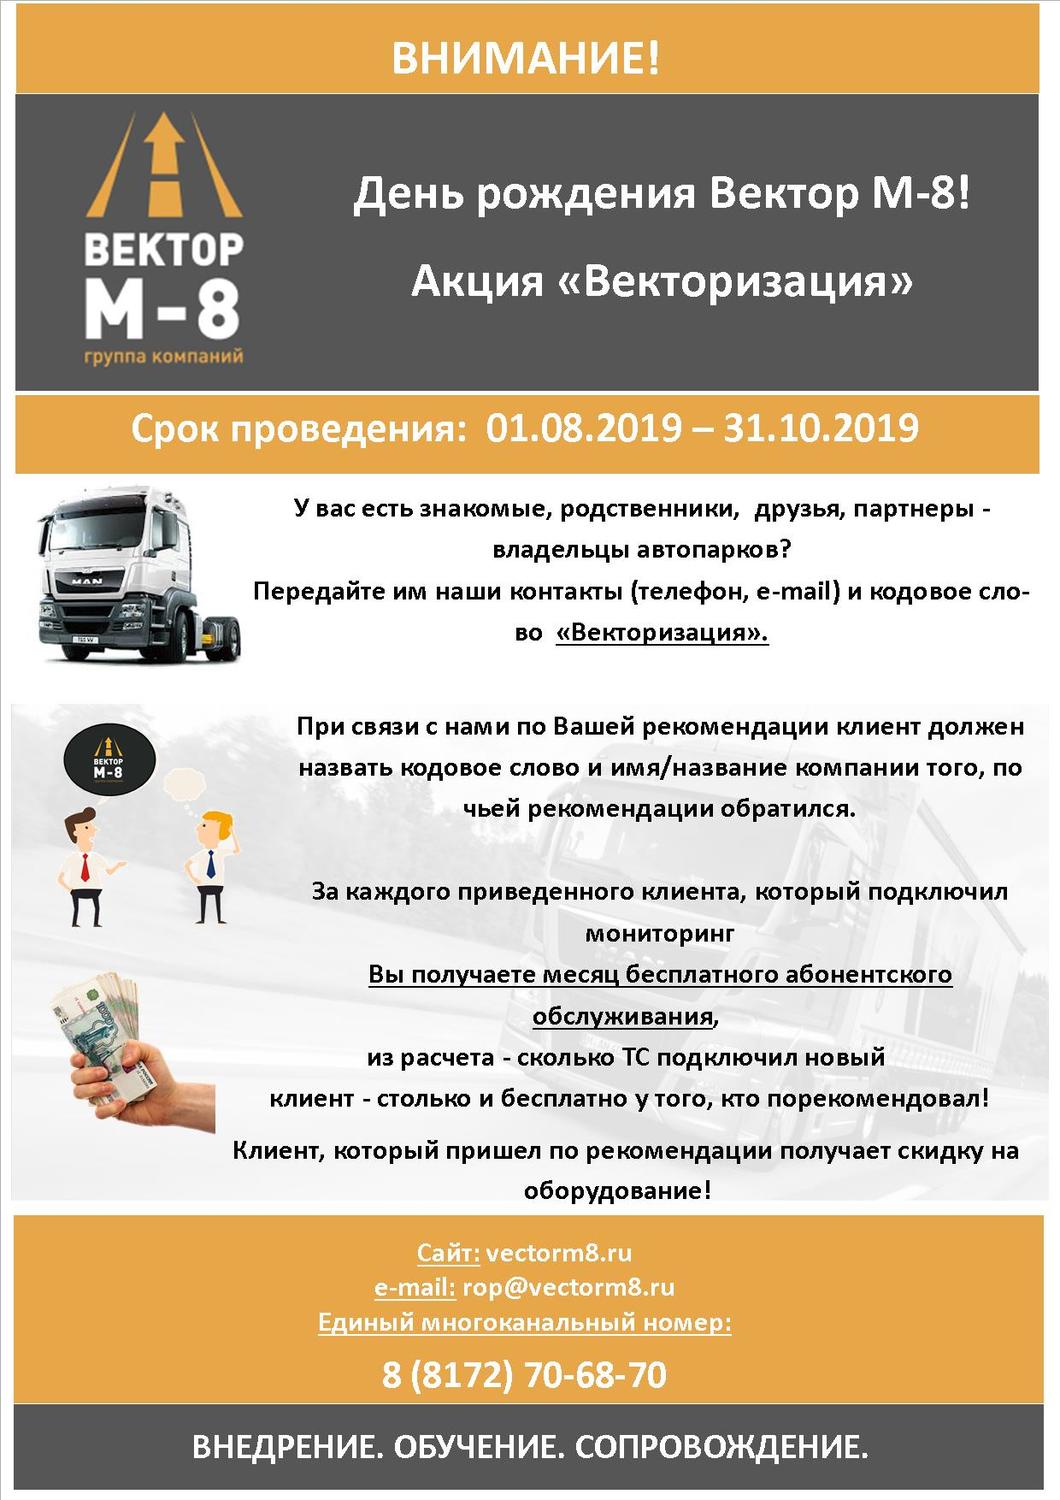 ВНИМАНИЕ!
ВЕКТОР
М-8
группа компаний
День рождения Вектор М-8!
Акция «Векторизация»
Срок проведения: 01.08.2019 – 31.10.2019
MAN
У вас есть знакомые, родственники, друзья, партнеры -
владельцы автопарков?
Передайте им наши контакты (телефон, e-mail) и кодовое сло-
во «Векторизация».
ВЕКТОР
М-8
При связи с нами по Вашей рекомендации клиент должен
назвать кодовое слово и имя/название компании того, по
чьей рекомендации обратился.
За каждого приведенного клиента, который подключил
мониторинг
Вы получаете месяц бесплатного абонентского
обслуживания,
из расчета - сколько ТС подключил новый
клиент - столько и бесплатно у того, кто порекомендовал!
1000
Клиент, который пришел по рекомендации получает скидку на
оборудование!
Сайт: vectorm8.ru
e-mail: rop@vectorm8.ru
Единый многоканальный номер:
8 (8172) 70-68-70
ВНЕДРЕНИЕ. ОБУЧЕНИЕ. СОПРОВОЖДЕНИЕ.